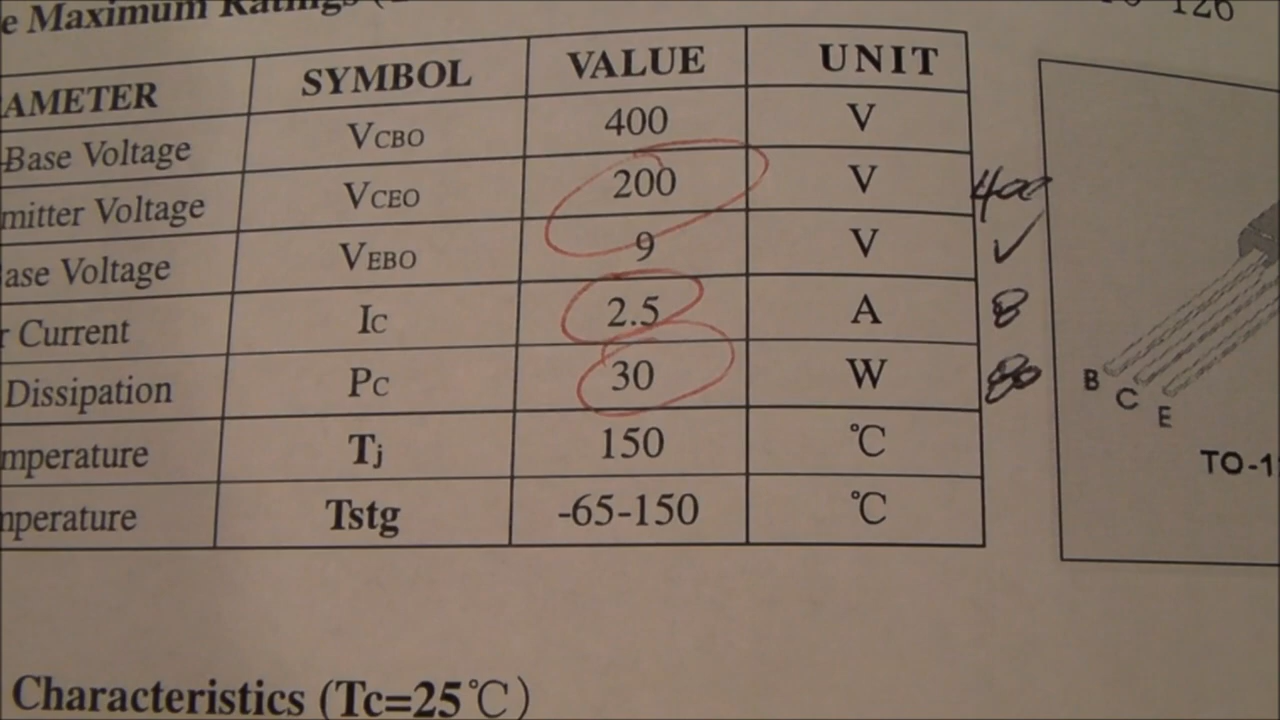 e Maximum Ratings (
126
AMETER SYMBOL VALUE UNIT
Base Voltage VCBO 400 V
mitter Voltage VCEO 200 V 400
ase Voltage VEBO 9 V ✓
r Current IC 2.5 A 8
Dissipation PC 30 W 80
mperature Tj 150 ℃
nperature Tstg -65-150 ℃
B C E
TO-1
Characteristics (Tc=25℃)